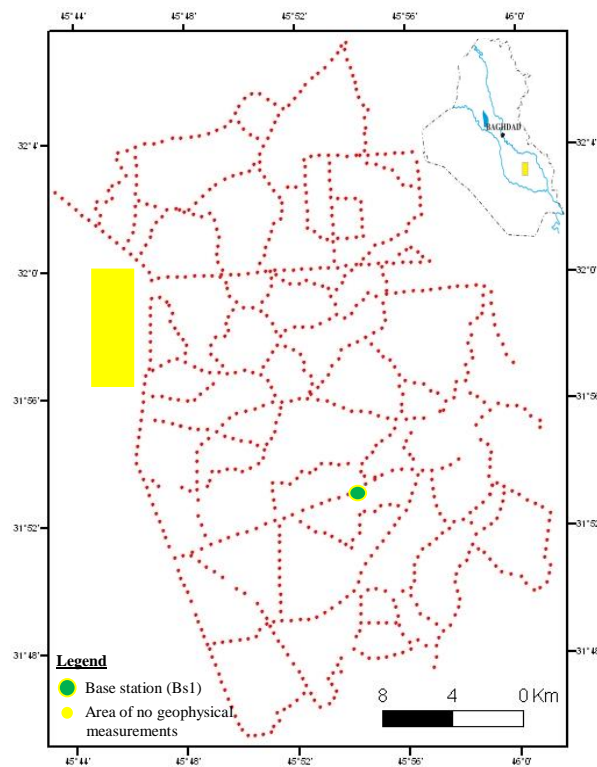 45°44' 45°48' 45°52' 45°56' 46°0'
BAGHDAD
32°4' 32°4'
32°0' 32°0'
31°56' 31°56'
31°52' 31°52'
31°48' 31°48'
Legend
Base station (Bs1)
Area of no geophysical
measurements
8 4 0 Km
45°44' 45°48' 45°52' 45°56' 46°0'